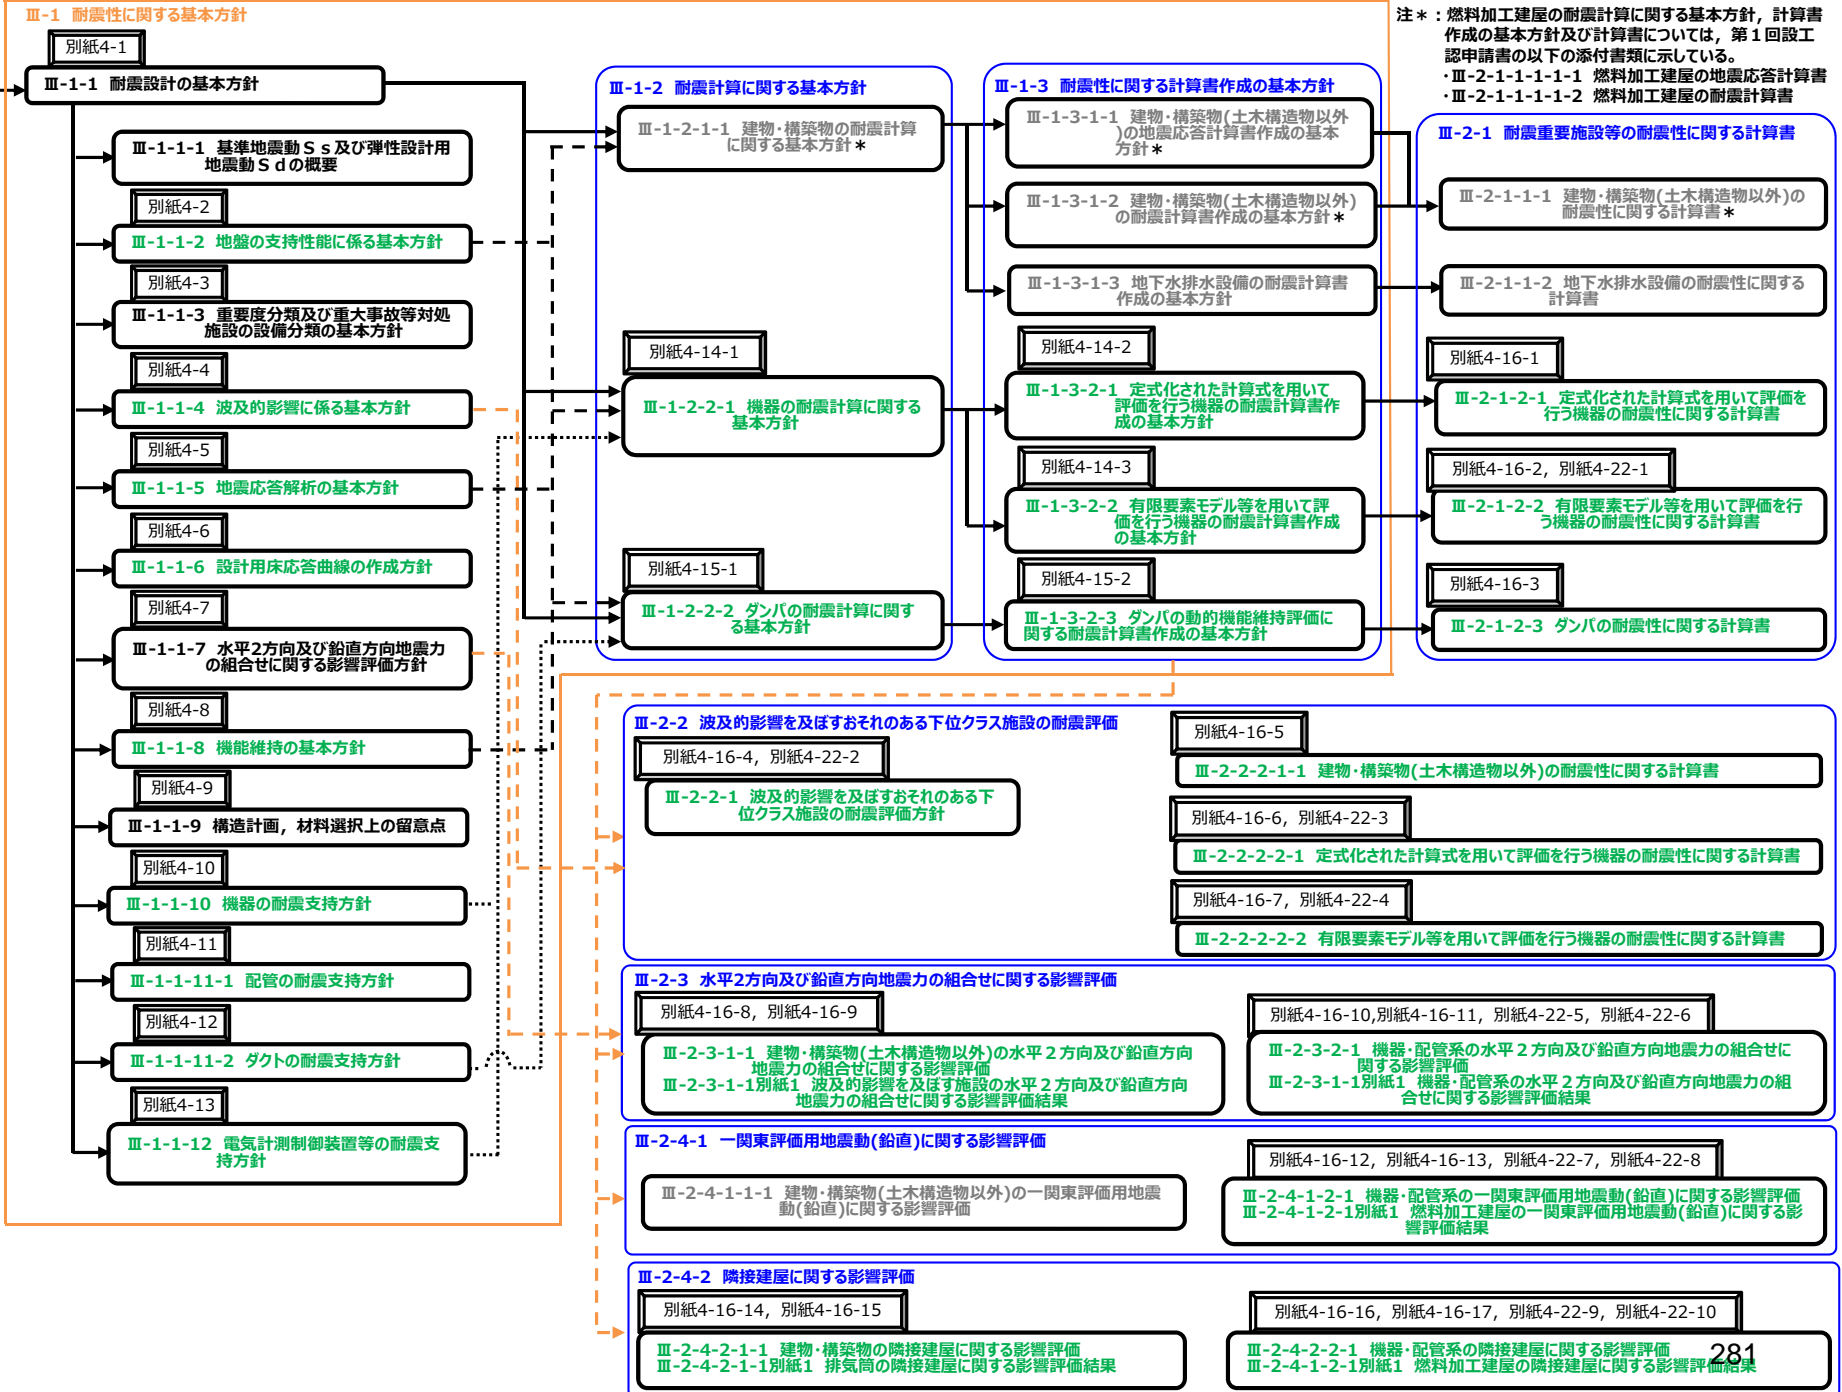 Ⅲ-1 耐震性に関する基本方針
別紙4-1
Ⅲ-1-1 耐震設計の基本方針
Ⅲ-1-1-1 基準地震動Ｓｓ及び弾性設計用
地震動Ｓｄの概要
別紙4-2
Ⅲ-1-1-2 地盤の支持性能に係る基本方針
別紙4-3
Ⅲ-1-1-3 重要度分類及び重大事故等対処
施設の設備分類の基本方針
別紙4-4
Ⅲ-1-1-4 波及的影響に係る基本方針
別紙4-5
Ⅲ-1-1-5 地震応答解析の基本方針
別紙4-6
Ⅲ-1-1-6 設計用床応答曲線の作成方針
別紙4-7
Ⅲ-1-1-7 水平2方向及び鉛直方向地震力
の組合せに関する影響評価方針
別紙4-8
Ⅲ-1-1-8 機能維持の基本方針
別紙4-9
Ⅲ-1-1-9 構造計画，材料選択上の留意点
別紙4-10
Ⅲ-1-1-10 機器の耐震支持方針
別紙4-11
Ⅲ-1-1-11-1 配管の耐震支持方針
別紙4-12
Ⅲ-1-1-11-2 ダクトの耐震支持方針
別紙4-13
Ⅲ-1-1-12 電気計測制御装置等の耐震支
持方針
Ⅲ-1-2 耐震計算に関する基本方針
Ⅲ-1-2-1-1 建物･構築物の耐震計算
に関する基本方針＊
別紙4-14-1
Ⅲ-1-2-2-1 機器の耐震計算に関する
基本方針
別紙4-15-1
Ⅲ-1-2-2-2 ダンパの耐震計算に関す
る基本方針
Ⅲ-1-3 耐震性に関する計算書作成の基本方針
Ⅲ-1-3-1-1 建物･構築物(土木構造物以外
)の地震応答計算書作成の基本
方針＊
Ⅲ-1-3-1-2 建物･構築物(土木構造物以外)
の耐震計算書作成の基本方針＊
Ⅲ-1-3-1-3 地下水排水設備の耐震計算書
作成の基本方針
別紙4-14-2
Ⅲ-1-3-2-1 定式化された計算式を用いて
評価を行う機器の耐震計算書作
成の基本方針
別紙4-14-3
Ⅲ-1-3-2-2 有限要素モデル等を用いて評
価を行う機器の耐震計算書作成
の基本方針
別紙4-15-2
Ⅲ-1-3-2-3 ダンパの動的機能維持評価に
関する耐震計算書作成の基本方針
注＊：燃料加工建屋の耐震計算に関する基本方針，計算書
作成の基本方針及び計算書については，第１回設工
認申請書の以下の添付書類に示している。
･Ⅲ-2-1-1-1-1-1 燃料加工建屋の地震応答計算書
･Ⅲ-2-1-1-1-1-2 燃料加工建屋の耐震計算書
Ⅲ-2-1 耐震重要施設等の耐震性に関する計算書
Ⅲ-2-1-1-1 建物･構築物(土木構造物以外)の
耐震性に関する計算書＊
Ⅲ-2-1-1-2 地下水排水設備の耐震性に関する
計算書
別紙4-16-1
Ⅲ-2-1-2-1 定式化された計算式を用いて評価を
行う機器の耐震性に関する計算書
別紙4-16-2，別紙4-22-1
Ⅲ-2-1-2-2 有限要素モデル等を用いて評価を行
う機器の耐震性に関する計算書
別紙4-16-3
Ⅲ-2-1-2-3 ダンパの耐震性に関する計算書
Ⅲ-2-2 波及的影響を及ぼすおそれのある下位クラス施設の耐震評価
別紙4-16-4，別紙4-22-2
Ⅲ-2-2-1 波及的影響を及ぼすおそれのある下
位クラス施設の耐震評価方針
別紙4-16-5
Ⅲ-2-2-2-1-1 建物･構築物(土木構造物以外)の耐震性に関する計算書
別紙4-16-6，別紙4-22-3
Ⅲ-2-2-2-2-1 定式化された計算式を用いて評価を行う機器の耐震性に関する計算書
別紙4-16-7，別紙4-22-4
Ⅲ-2-2-2-2-2 有限要素モデル等を用いて評価を行う機器の耐震性に関する計算書
Ⅲ-2-3 水平2方向及び鉛直方向地震力の組合せに関する影響評価
別紙4-16-8，別紙4-16-9
Ⅲ-2-3-1-1 建物･構築物(土木構造物以外)の水平２方向及び鉛直方向
地震力の組合せに関する影響評価
Ⅲ-2-3-1-1別紙1 波及的影響を及ぼす施設の水平２方向及び鉛直方向
地震力の組合せに関する影響評価結果
別紙4-16-10,別紙4-16-11，別紙4-22-5，別紙4-22-6
Ⅲ-2-3-2-1 機器･配管系の水平２方向及び鉛直方向地震力の組合せに
関する影響評価
Ⅲ-2-3-1-1別紙1 機器･配管系の水平２方向及び鉛直方向地震力の組
合せに関する影響評価結果
Ⅲ-2-4-1 一関東評価用地震動(鉛直)に関する影響評価
Ⅲ-2-4-1-1-1 建物･構築物(土木構造物以外)の一関東評価用地震
動(鉛直)に関する影響評価
別紙4-16-12，別紙4-16-13，別紙4-22-7，別紙4-22-8
Ⅲ-2-4-1-2-1 機器･配管系の一関東評価用地震動(鉛直)に関する影響評価
Ⅲ-2-4-1-2-1別紙1 燃料加工建屋の一関東評価用地震動(鉛直)に関する影
響評価結果
Ⅲ-2-4-2 隣接建屋に関する影響評価
別紙4-16-14，別紙4-16-15
Ⅲ-2-4-2-1-1 建物･構築物の隣接建屋に関する影響評価
Ⅲ-2-4-2-1-1別紙1 排気筒の隣接建屋に関する影響評価結果
別紙4-16-16，別紙4-16-17，別紙4-22-9，別紙4-22-10
Ⅲ-2-4-2-2-1 機器･配管系の隣接建屋に関する影響評価
Ⅲ-2-4-1-2-1別紙1 燃料加工建屋の隣接建屋に関する影響評価結果
281